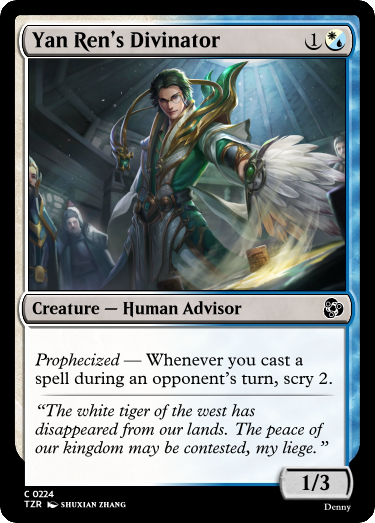 Yan Ren's Divinator 1
Creature — Human Advisor
Prophecized — Whenever you cast a
spell during an opponent's turn, scry 2.
"The white tiger of the west has
disappeared from our lands. The peace of
our kingdom may be contested, my liege."
1/3
C 0224
TZR SHUXIAN ZHANG
Denny